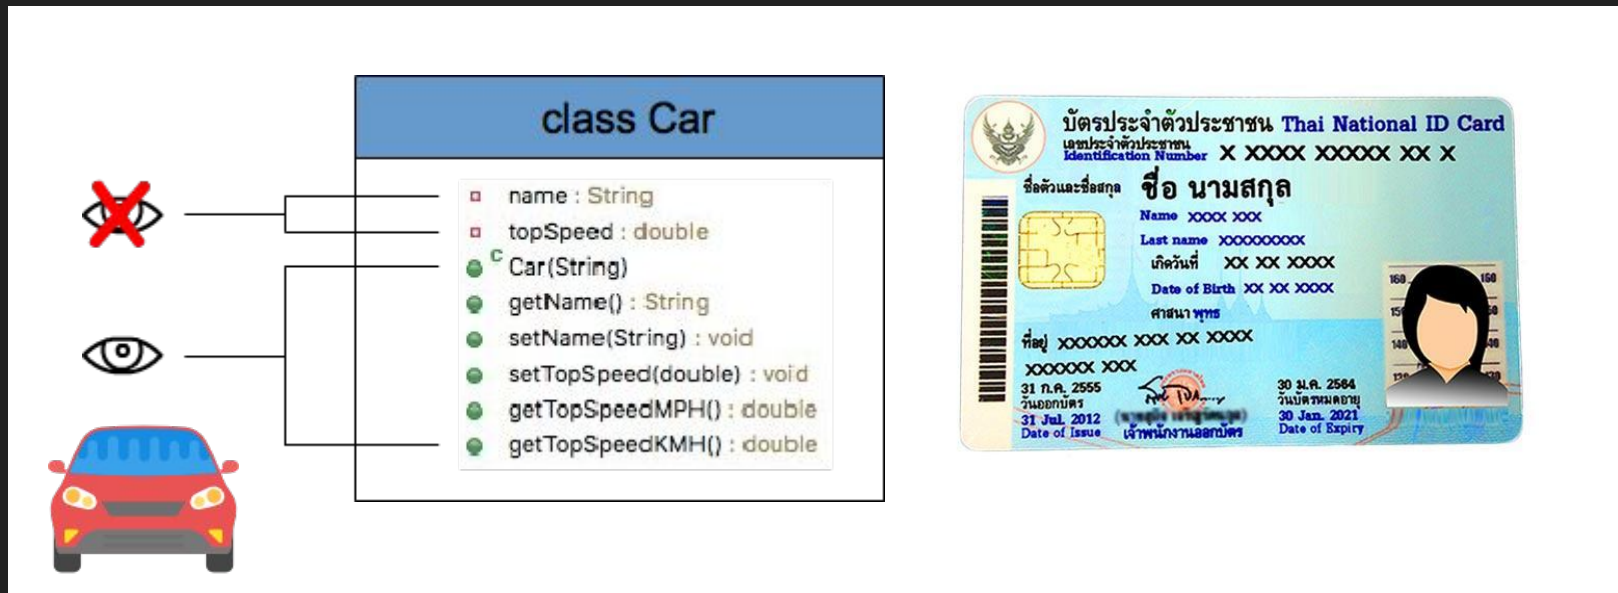 class Car
name : String
topSpeed : double
C
Car(String)
getName() : String
setName(String) : void
setTopSpeed(double) : void
getTopSpeedMPH() : double
getTopSpeedKMH() : double
บัตรประจำตัวประชาชน Thai National ID Card
เลขประจำตัวประชาชน
Identification Number X XXXX XXXXX XX X
ชื่อตัวและชื่อสกุล ชื่อ นามสกุล
Name XXXX XXX
Last name XXXXXXXXX
เกิดวันที่ XX XX XXXX
Date of Birth XX XX XXXX
ศาสนา พุทธ
ที่อยู่ XXXXXX XXX XX XXXX
XXXXXX XXX
31 ก.ค. 2555
วันออกบัตร
31 Jul. 2012
Date of Issue
เจ้าพนักงานออกบัตร
30 ม.ค. 2564
วันบัตรหมดอายุ
30 Jan. 2021
Date of Expiry
160 160
140